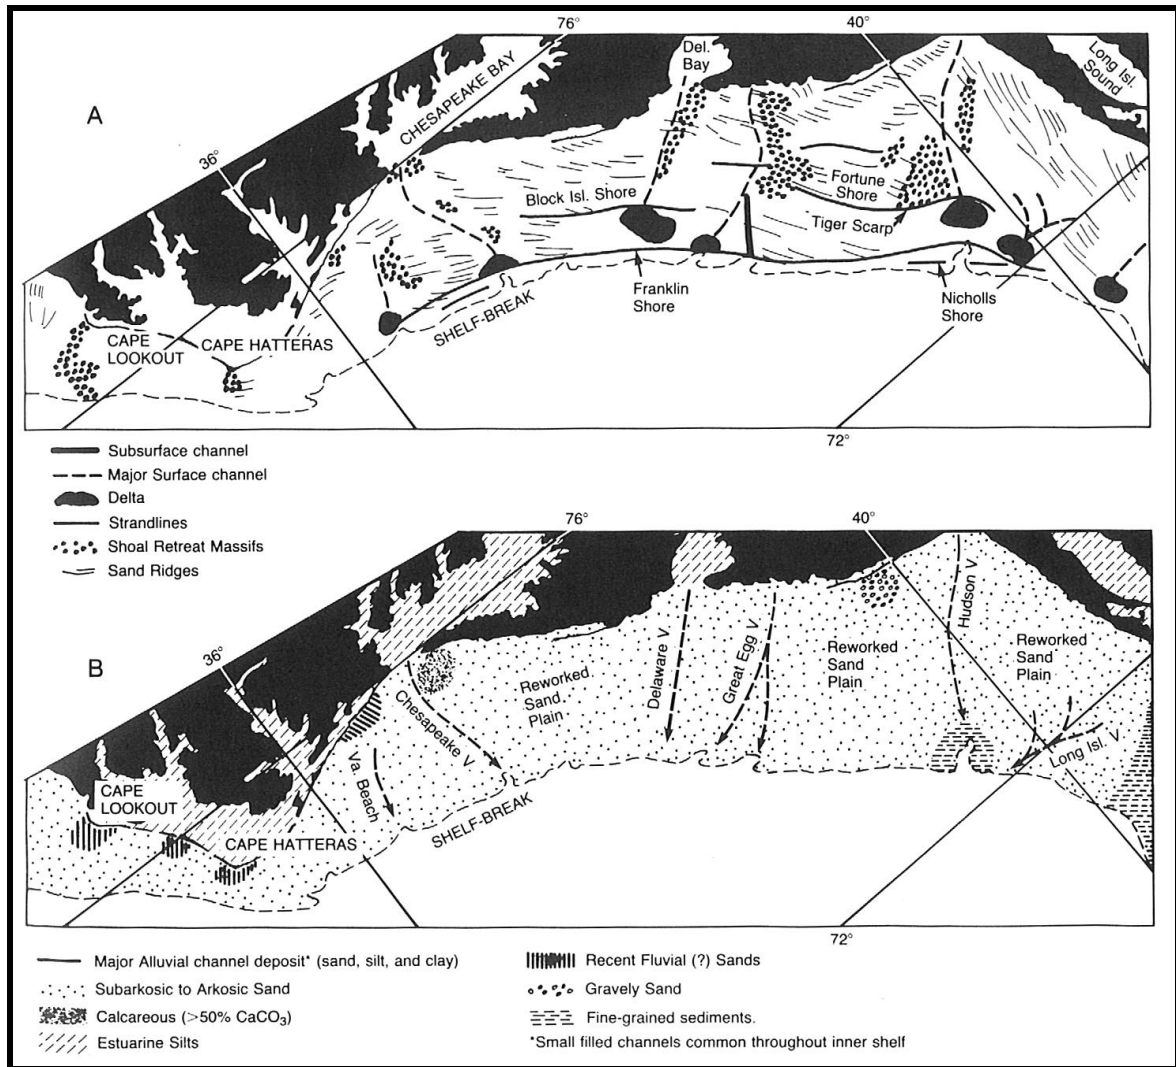 76°
40°
Del.
Bay
Long Isl.
Sound
A
CHESAPEAKE BAY
36°
Block Isl. Shore
Fortune
Shore
Tiger Scarp
Franklin
Shore
Nicholls
Shore
SHELF-BREAK
CAPE
LOOKOUT
CAPE HATTERAS
72°
Subsurface channel
Major Surface channel
Delta
Strandlines
Shoal Retreat Massifs
Sand Ridges
76°
40°
36°
B
Hudson V
Delaware V
Great Egg V
Reworked
Sand
Plain
Reworked
Sand
Plain
Reworked
Sand
Plain
Chesapeake V
Long Isl. V
Va. Beach
CAPE
LOOKOUT
SHELF-BREAK
CAPE HATTERAS
72°
Major Alluvial channel deposit* (sand, silt, and clay)
Subarkosic to Arkosic Sand
Calcareous (>50% CaCO₃)
Estuarine Silts
Recent Fluvial (?) Sands
Gravely Sand
Fine-grained sediments.
*Small filled channels common throughout inner shelf